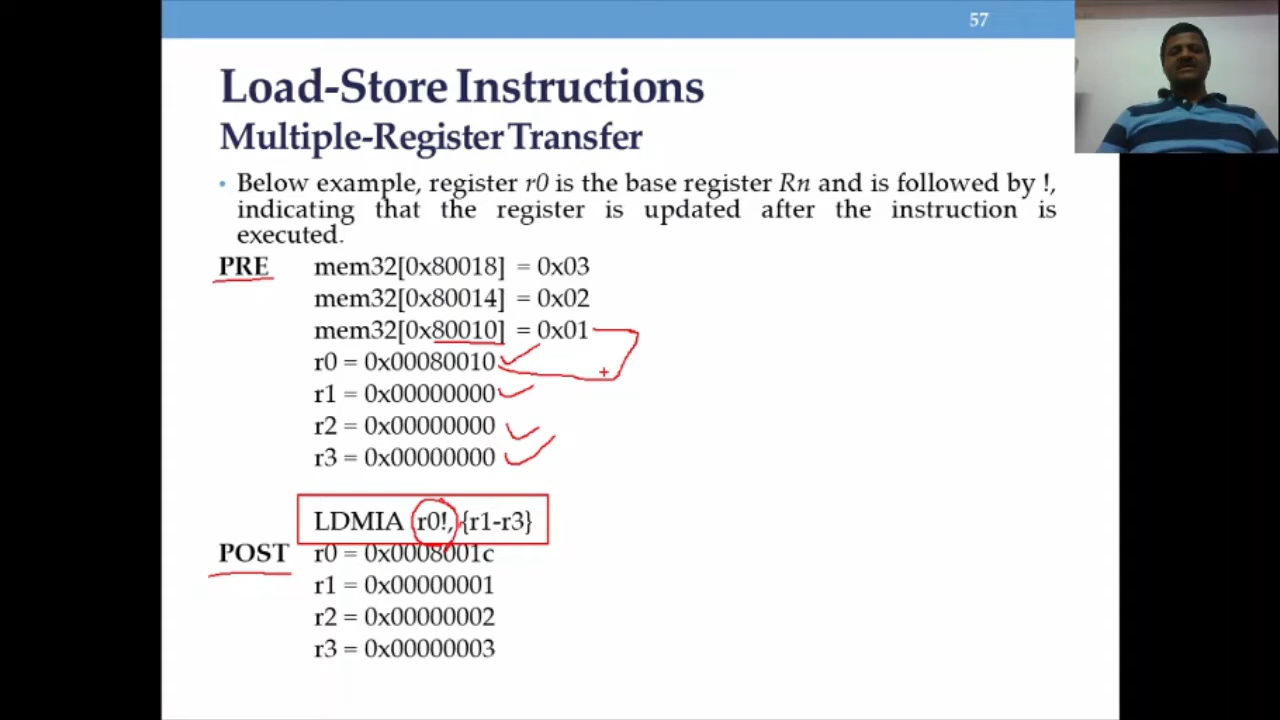 57
Load-Store Instructions
Multiple-Register Transfer
• Below example, register r0 is the base register Rn and is followed by !,
indicating that the register is updated after the instruction is
executed.
PRE mem32[0x80018] = 0x03
mem32[0x80014] = 0x02
mem32[0x80010] = 0x01
r0 = 0x00080010
r1 = 0x00000000
r2 = 0x00000000
r3 = 0x00000000
LDMIA r0!, {r1-r3}
POST r0 = 0x0008001c
r1 = 0x00000001
r2 = 0x00000002
r3 = 0x00000003